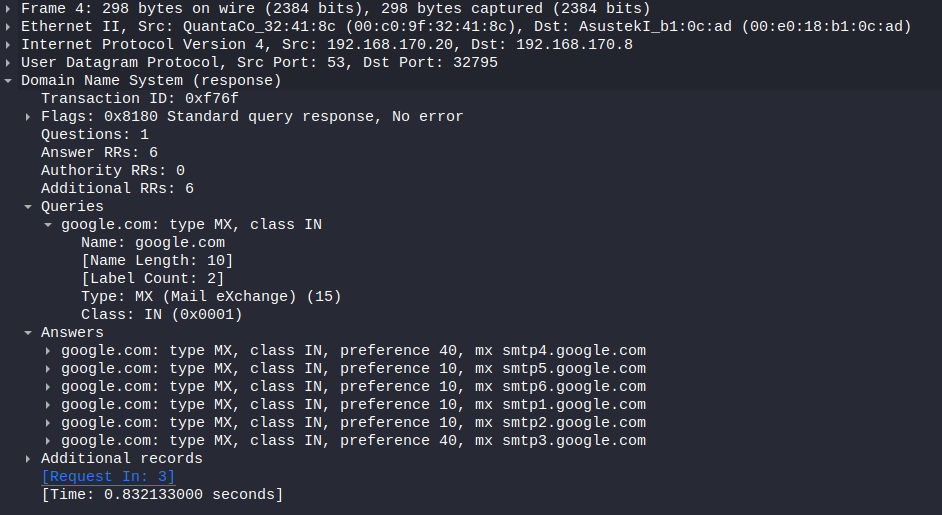 Frame 4: 298 bytes on wire (2384 bits), 298 bytes captured (2384 bits)
Ethernet II, Src: QuantaCo_32:41:8c (00:c0:9f:32:41:8c), Dst: AsustekI_b1:0c:ad (00:e0:18:b1:0c:ad)
Internet Protocol Version 4, Src: 192.168.170.20, Dst: 192.168.170.8
User Datagram Protocol, Src Port: 53, Dst Port: 32795
Domain Name System (response)
Transaction ID: 0xf76f
Flags: 0x8180 Standard query response, No error
Questions: 1
Answer RRs: 6
Authority RRs: 0
Additional RRs: 6
Queries
google.com: type MX, class IN
Name: google.com
[Name Length: 10]
[Label Count: 2]
Type: MX (Mail eXchange) (15)
Class: IN (0x0001)
Answers
google.com: type MX, class IN, preference 40, mx smtp4.google.com
google.com: type MX, class IN, preference 10, mx smtp5.google.com
google.com: type MX, class IN, preference 10, mx smtp6.google.com
google.com: type MX, class IN, preference 10, mx smtp1.google.com
google.com: type MX, class IN, preference 10, mx smtp2.google.com
google.com: type MX, class IN, preference 40, mx smtp3.google.com
Additional records
[Request In: 3]
[Time: 0.832133000 seconds]